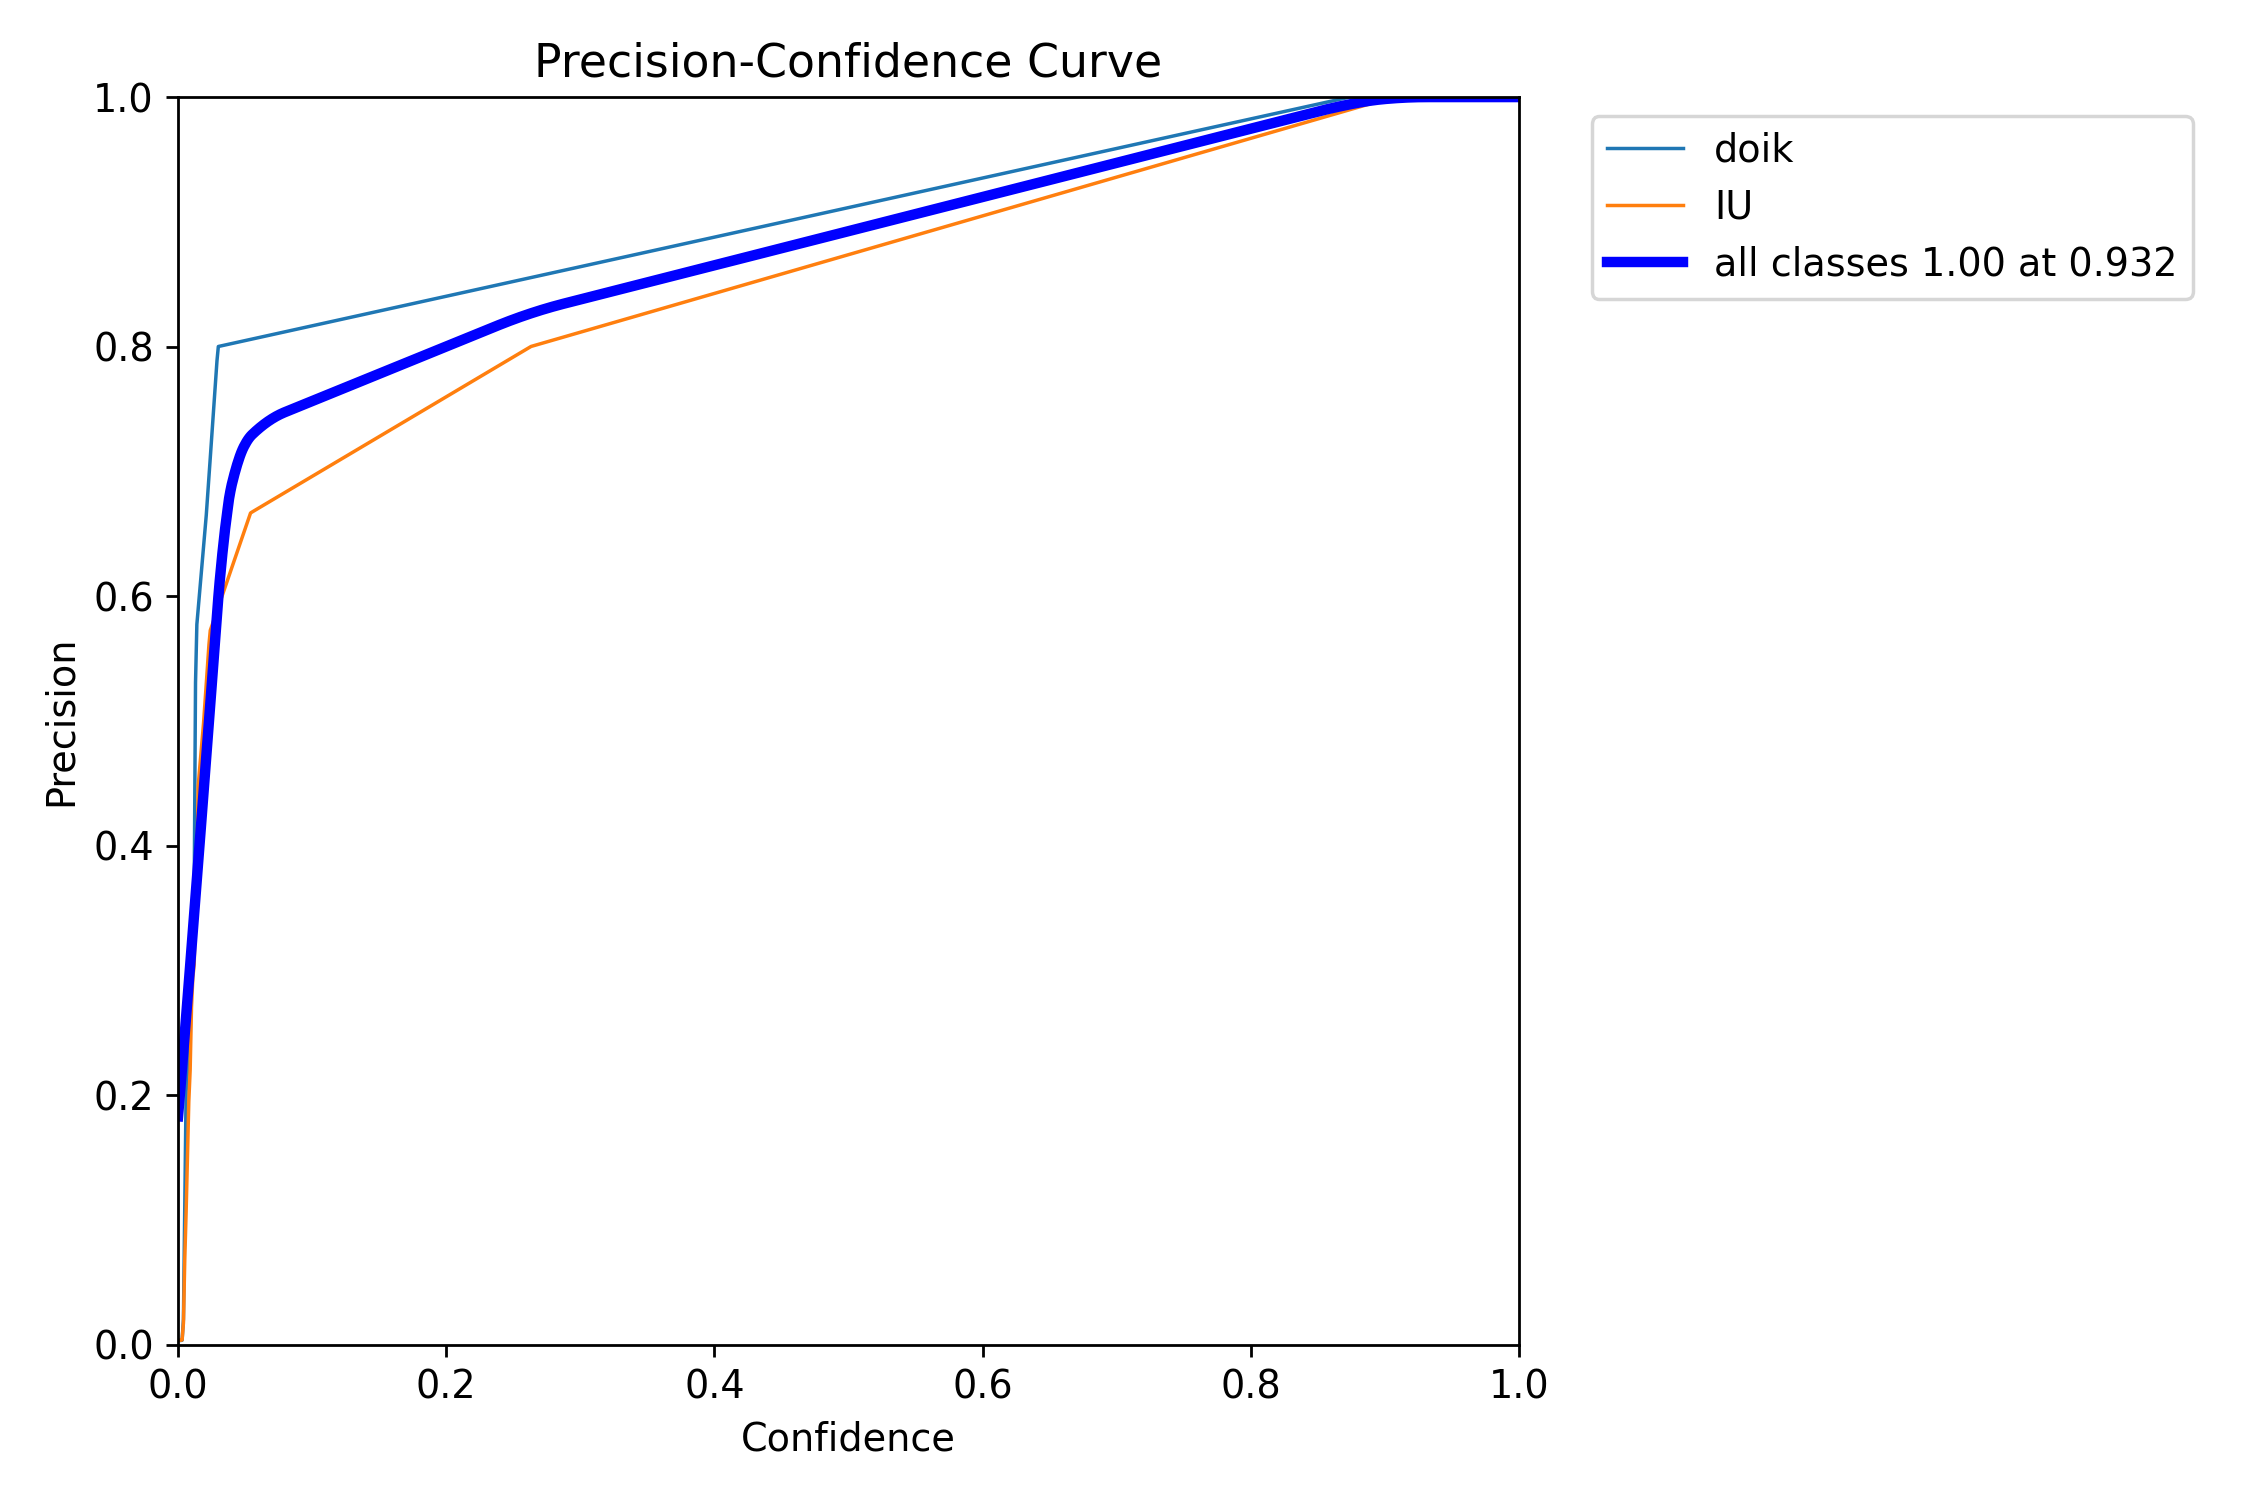 Precision-Confidence Curve
1.0
0.8
0.6
0.4
0.2
0.0
Precision
0.0 0.2 0.4 0.6 0.8 1.0
Confidence
doik
IU
all classes 1.00 at 0.932